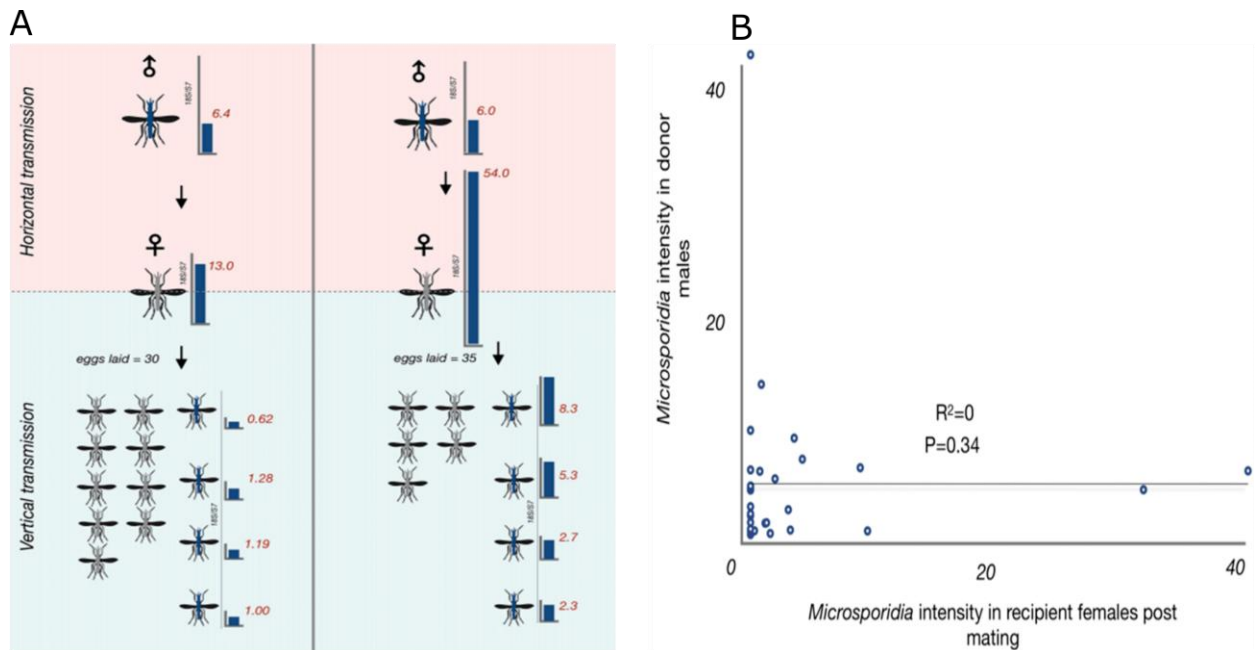 A
Horizontal transmission
♂
18S/S7
6.4
♂
18S/S7
6.0
♀
18S/S7
13.0
♀
18S/S7
54.0
Vertical transmission
eggs laid = 30
eggs laid = 35
0.62
1.28
18S/S7
1.19
1.00
8.3
5.3
18S/S7
2.7
2.3
B
Microsporidia intensity in donor
males
40
20
R²=0
P=0.34
0
20
40
Microsporidia intensity in recipient females post
mating